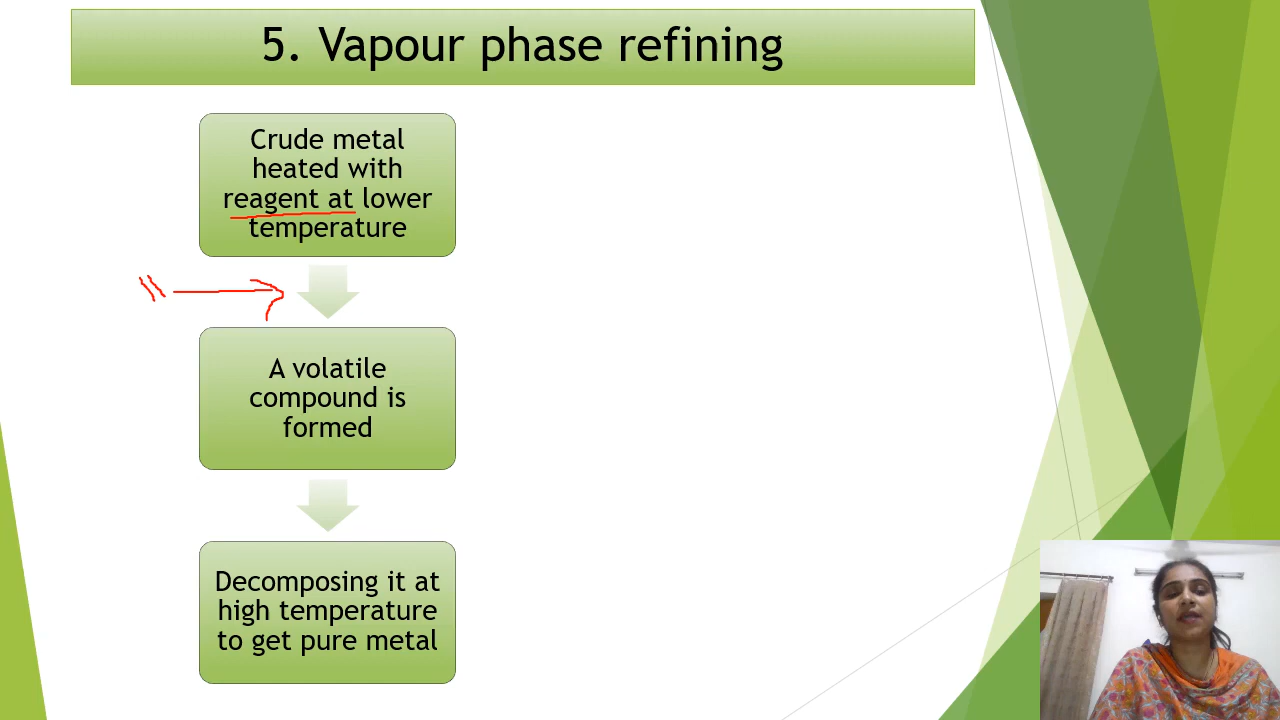 5. Vapour phase refining
Crude metal
heated with
reagent at lower
temperature
A volatile
compound is
formed
Decomposing it at
high temperature
to get pure metal